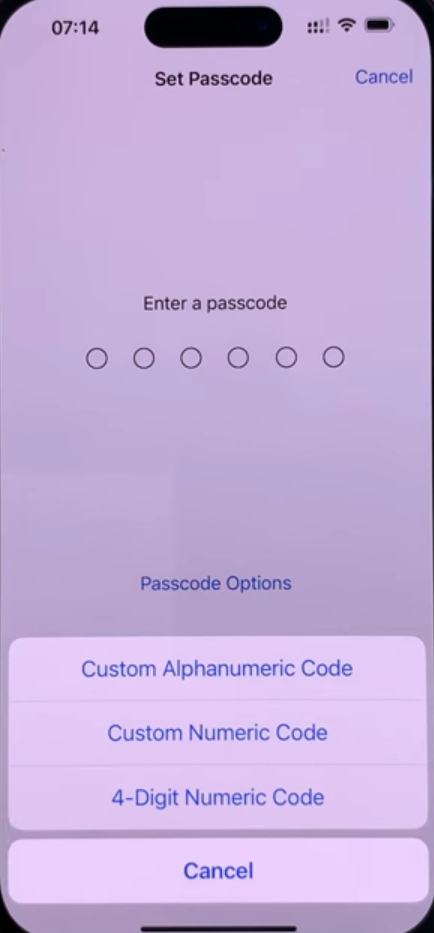 07:14
Set Passcode
Cancel
Enter a passcode
Passcode Options
Custom Alphanumeric Code
Custom Numeric Code
4-Digit Numeric Code
Cancel